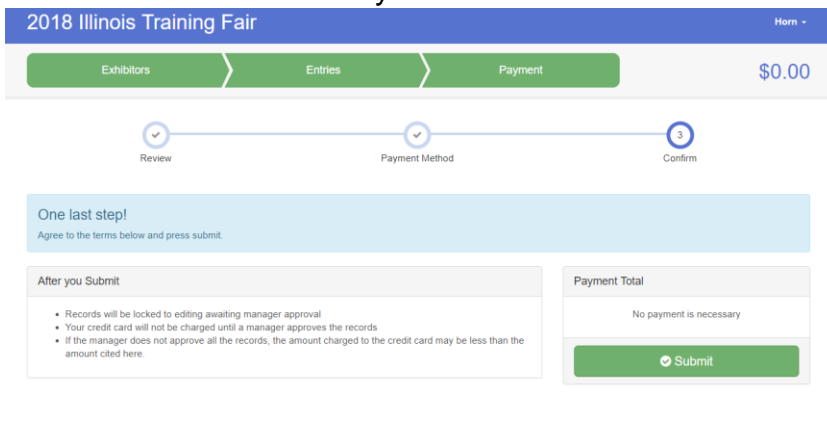 2018 Illinois Training Fair
Horn
Exhibitors
Entries
Payment
$0.00
3
Review
Payment Method
Confirm
One last step!
Agree to the terms below and press submit.
After you Submit
• Records will be locked to editing awaiting manager approval
• Your credit card will not be charged until a manager approves the records
• If the manager does not approve all the records, the amount charged to the credit card may be less than the
amount cited here.
Payment Total
No payment is necessary
Submit